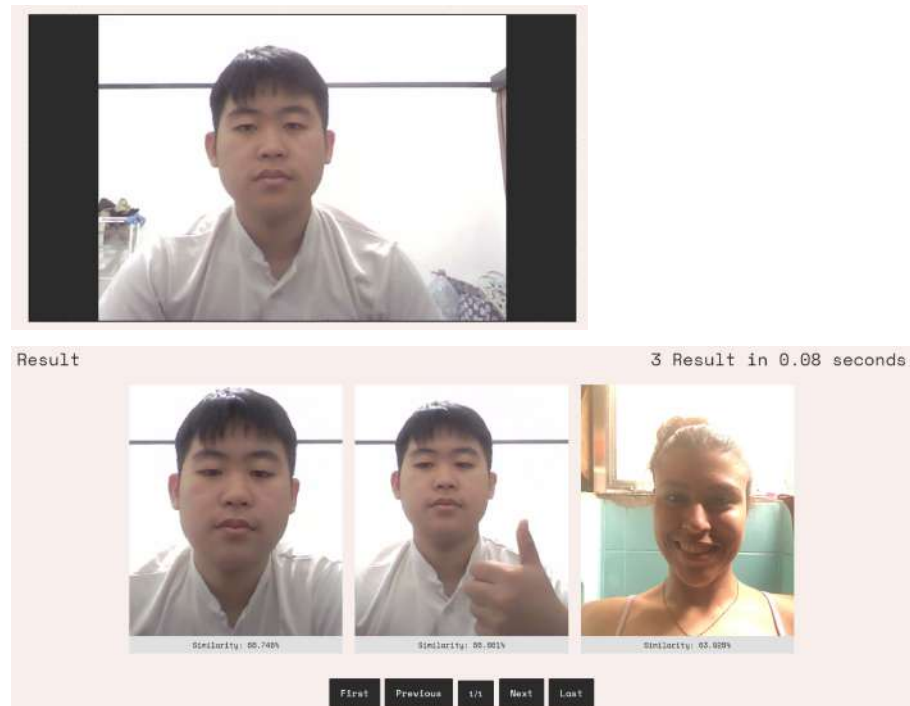 Result
3 Result in 0.08 seconds
Similarity:
Similarity:
Similarity:
First
Previous
1/1
Next
Last